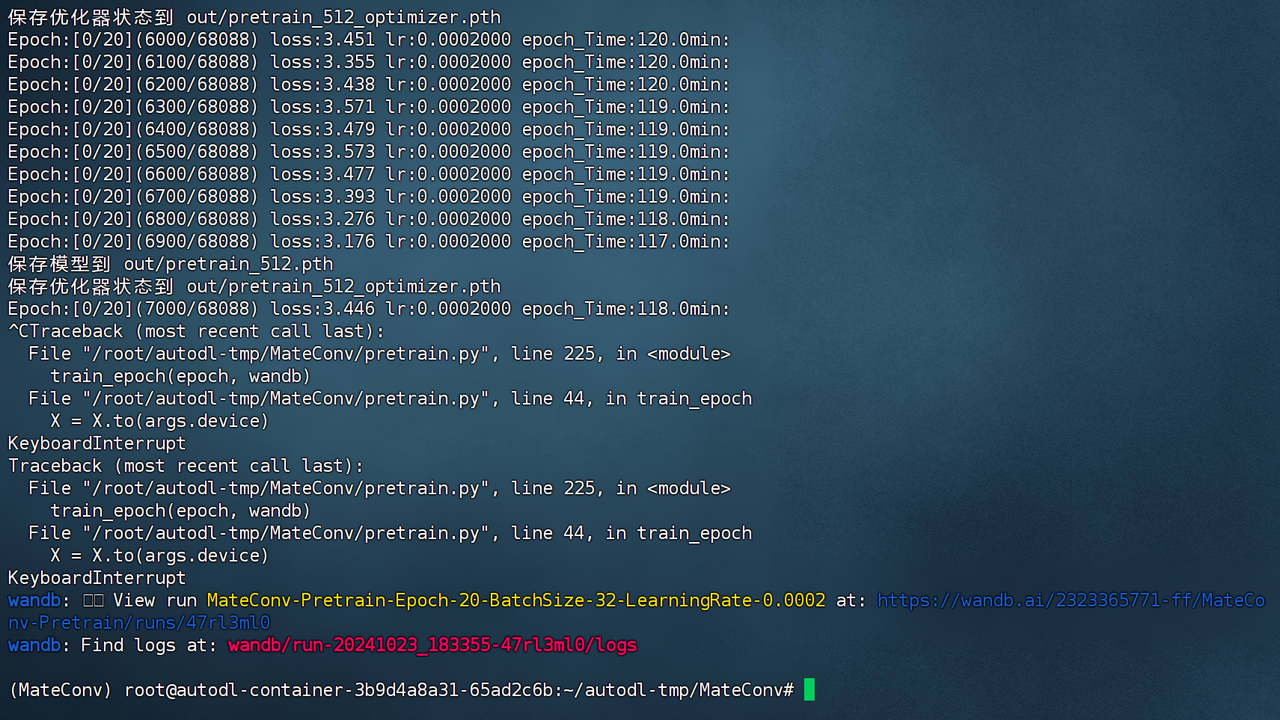 保存优化器状态到 out/pretrain_512_optimizer.pth
Epoch:[0/20](6000/68088) loss:3.451 lr:0.0002000 epoch_Time:120.0min:
Epoch:[0/20](6100/68088) loss:3.355 lr:0.0002000 epoch_Time:120.0min:
Epoch:[0/20](6200/68088) loss:3.438 lr:0.0002000 epoch_Time:120.0min:
Epoch:[0/20](6300/68088) loss:3.571 lr:0.0002000 epoch_Time:119.0min:
Epoch:[0/20](6400/68088) loss:3.479 lr:0.0002000 epoch_Time:119.0min:
Epoch:[0/20](6500/68088) loss:3.573 lr:0.0002000 epoch_Time:119.0min:
Epoch:[0/20](6600/68088) loss:3.477 lr:0.0002000 epoch_Time:119.0min:
Epoch:[0/20](6700/68088) loss:3.393 lr:0.0002000 epoch_Time:119.0min:
Epoch:[0/20](6800/68088) loss:3.276 lr:0.0002000 epoch_Time:118.0min:
Epoch:[0/20](6900/68088) loss:3.176 lr:0.0002000 epoch_Time:117.0min:
保存模型到 out/pretrain_512.pth
保存优化器状态到 out/pretrain_512_optimizer.pth
Epoch:[0/20](7000/68088) loss:3.446 lr:0.0002000 epoch_Time:118.0min:
^CTraceback (most recent call last):
  File "/root/autodl-tmp/MateConv/pretrain.py", line 225, in <module>
    train_epoch(epoch, wandb)
  File "/root/autodl-tmp/MateConv/pretrain.py", line 44, in train_epoch
    X = X.to(args.device)
KeyboardInterrupt
Traceback (most recent call last):
  File "/root/autodl-tmp/MateConv/pretrain.py", line 225, in <module>
    train_epoch(epoch, wandb)
  File "/root/autodl-tmp/MateConv/pretrain.py", line 44, in train_epoch
    X = X.to(args.device)
KeyboardInterrupt
wandb: View run MateConv-Pretrain-Epoch-20-BatchSize-32-LearningRate-0.0002 at: https://wandb.ai/2323365771-ff/MateCo
nv-Pretrain/runs/47rl3ml0
wandb: Find logs at: wandb/run-20241023_183355-47rl3ml0/logs
(MateConv) root@autodl-container-3b9d4a8a31-65ad2c6b:~/autodl-tmp/MateConv#